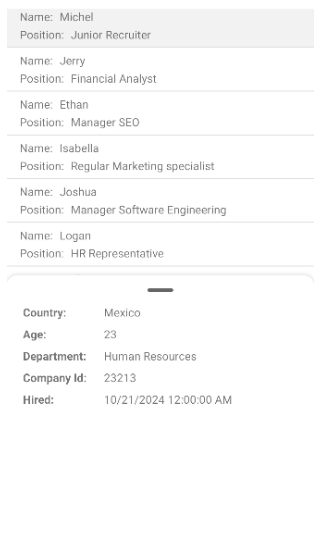 Name: Michel
Position: Junior Recruiter
Name: Jerry
Position: Financial Analyst
Name: Ethan
Position: Manager SEO
Name: Isabella
Position: Regular Marketing specialist
Name: Joshua
Position: Manager Software Engineering
Name: Logan
Position: HR Representative
Country: Mexico
Age: 23
Department: Human Resources
Company Id: 23213
Hired: 10/21/2024 12:00:00 AM